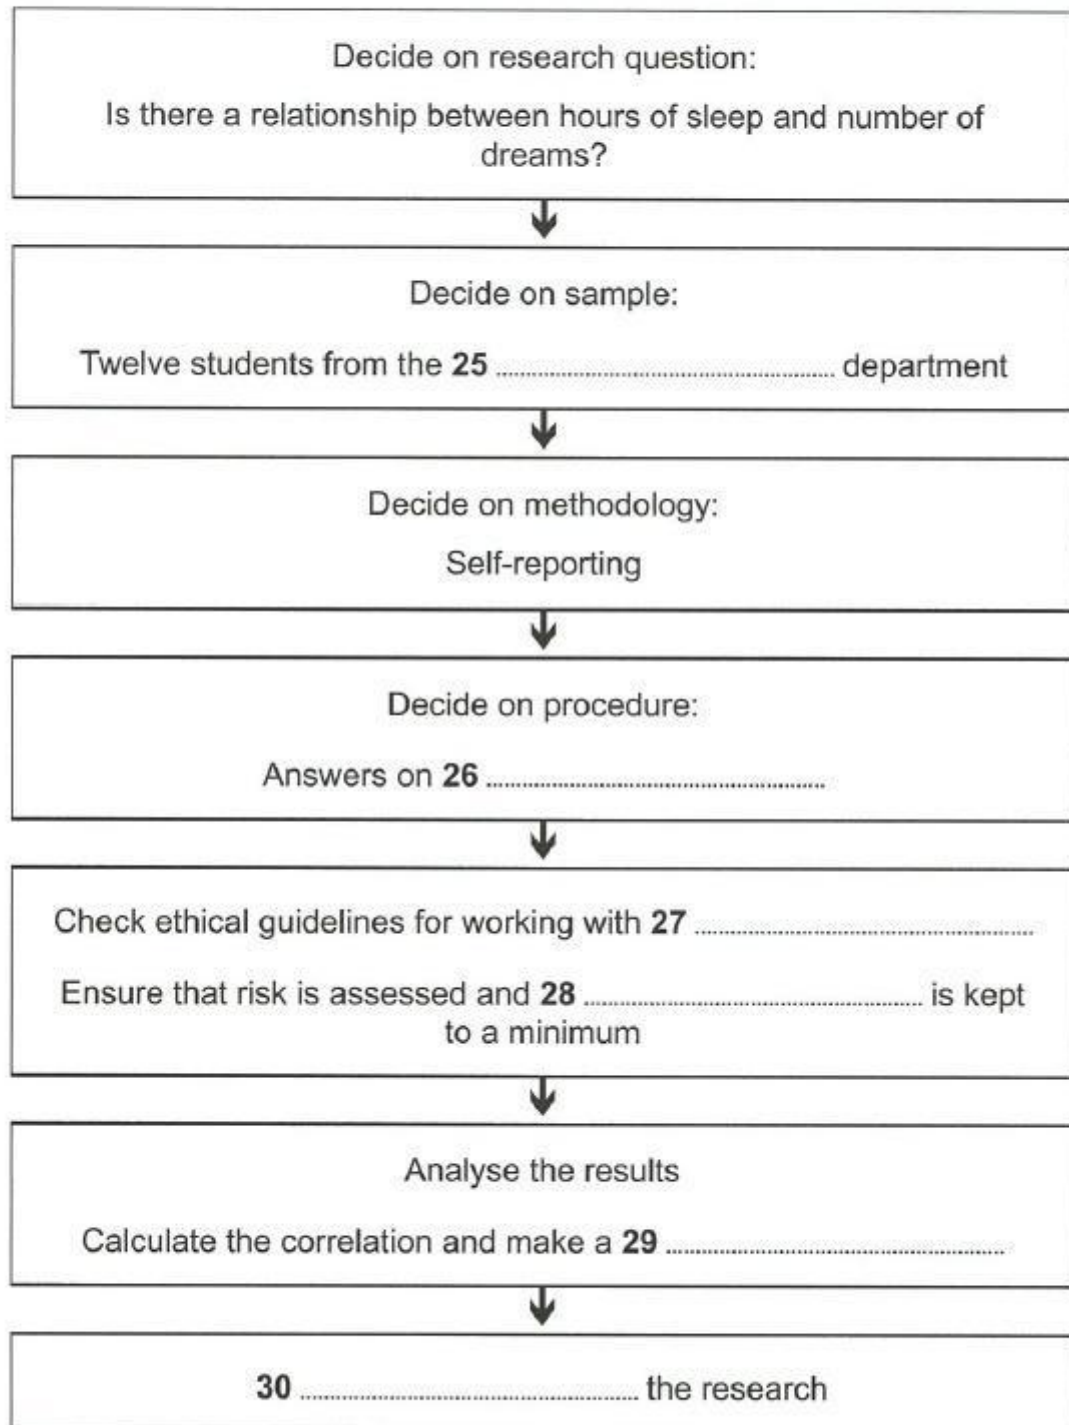 Decide on research question:
Is there a relationship between hours of sleep and number of
dreams?
Decide on sample:
Twelve students from the 25 ........................ department
Decide on methodology:
Self-reporting
Decide on procedure:
Answers on 26 ........................
Check ethical guidelines for working with 27 ........................
Ensure that risk is assessed and 28 ........................ is kept
to a minimum
Analyse the results
Calculate the correlation and make a 29 ........................
30 ........................ the research